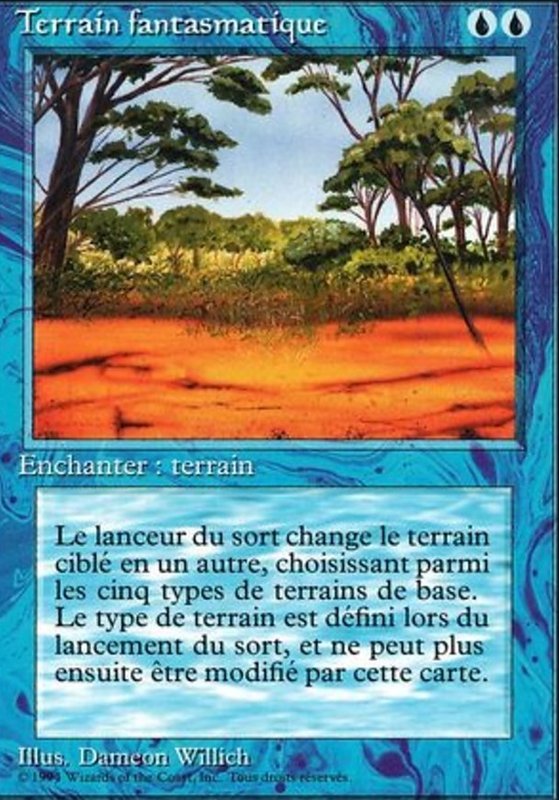 Terrain fantasmatique
Enchanter : terrain
Le lanceur du sort change le terrain
ciblé en un autre, choisissant parmi
les cinq types de terrains de base.
Le type de terrain est défini lors du
lancement du sort, et ne peut plus
ensuite être modifié par cette carte.
Illus. Dameon Willich
© 1994 Wizards of the Coast, Inc. Tous droits réservés.